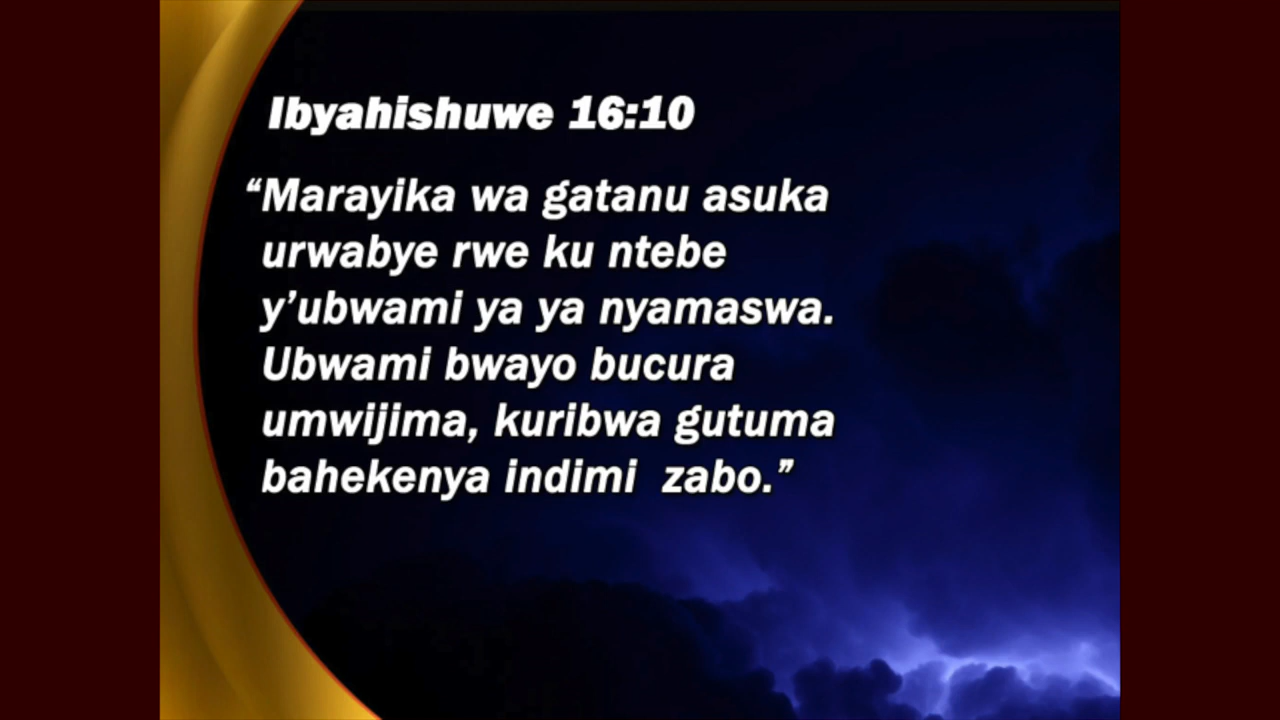 Ibyahishuwe 16:10
“Marayika wa gatanu asuka
urwabye rwe ku ntebe
y’ubwami ya ya nyamaswa.
Ubwami bwayo bucura
umwijima, kuribwa gutuma
bahekenya indimi  zabo.”